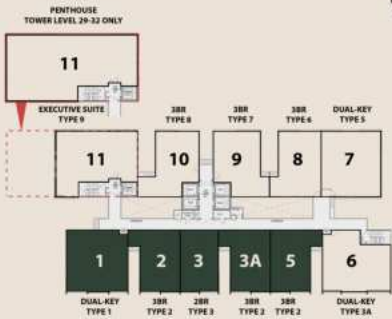 PENTHOUSE
TOWER LEVEL 29-32 ONLY
11
EXECUTIVE SUITE
TYPE 9
3BR
TYPE 8
3BR
TYPE 7
3BR
TYPE 6
DUAL-KEY
TYPE 5
11
10
9
8
7
1
2
3
3A
5
6
DUAL-KEY
TYPE 1
3BR
TYPE 2
2BR
TYPE 3
3BR
TYPE 2
3BR
TYPE 2
DUAL-KEY
TYPE 3A